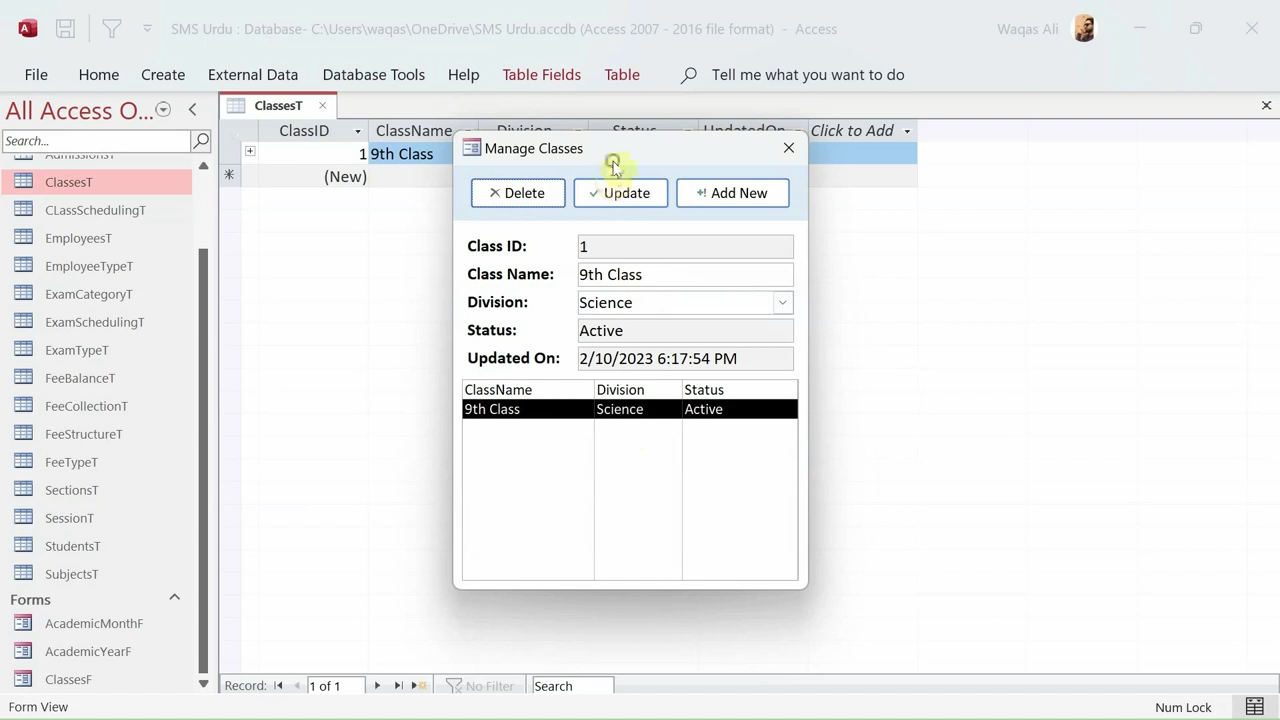 SMS Urdu : Database- C:\Users\waqas\OneDrive\SMS Urdu.accdb (Access 2007 - 2016 file format) - Access
Waqas Ali
File Home Create External Data Database Tools Help Table Fields Table Tell me what you want to do
All Access O...
Search...
AdmissionsT
ClassesT
CLassSchedulingT
EmployeesT
EmployeeTypeT
ExamCategoryT
ExamSchedulingT
ExamTypeT
FeeBalanceT
FeeCollectionT
FeeStructureT
FeeTypeT
SectionsT
SessionT
StudentsT
SubjectsT
Forms
AcademicMonthF
AcademicYearF
ClassesF
ClassesT
ClassID ClassName Division Status UpdatedOn Click to Add
1 9th Class
(New)
Manage Classes
Delete Update Add New
Class ID: 1
Class Name: 9th Class
Division: Science
Status: Active
Updated On: 2/10/2023 6:17:54 PM
ClassName Division Status
9th Class Science Active
Record: 1 of 1 No Filter Search
Form View
Num Lock